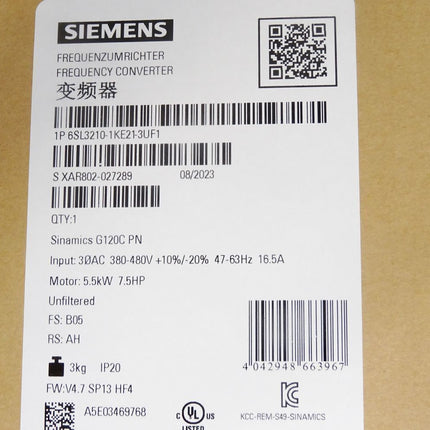 SIEMENS
FREQUENZUMRICHTER
FREQUENCY CONVERTER
变频器
1P 6SL3210-1KE21-3UF1
S XAR802-027289 08/2023
QTY:1
Sinamics G120C PN
Input: 3ØAC 380-480V +10%/-20% 47-63Hz 16.5A
Motor: 5.5kW 7.5HP
Unfiltered
FS: B05
RS: AH
3kg IP20
4 042948 663967
FW:V4.7 SP13 HF4
A5E03469768
C UL US
LISTED
KCC-REM-S49-SINAMICS